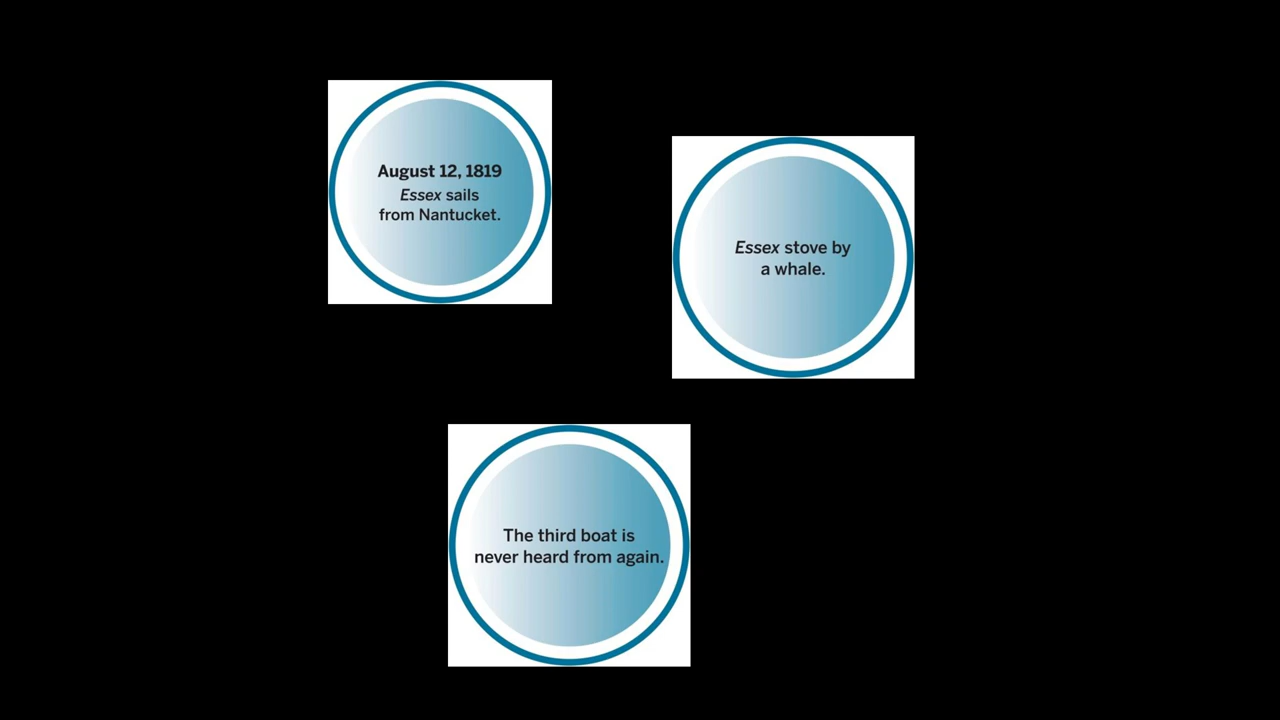 August 12, 1819
Essex sails
from Nantucket.
Essex stove by
a whale.
The third boat is
never heard from again.